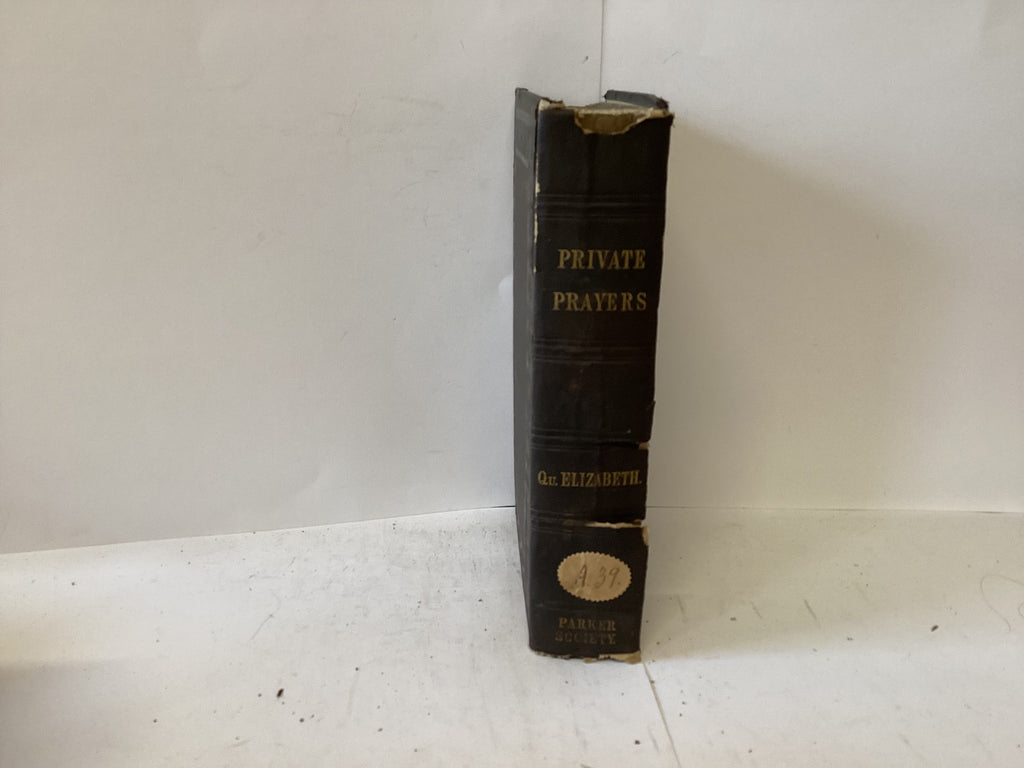 PRIVATE
PRAYERS
Qu. ELIZABETH.
A.39.
PARKER
SOCIETY